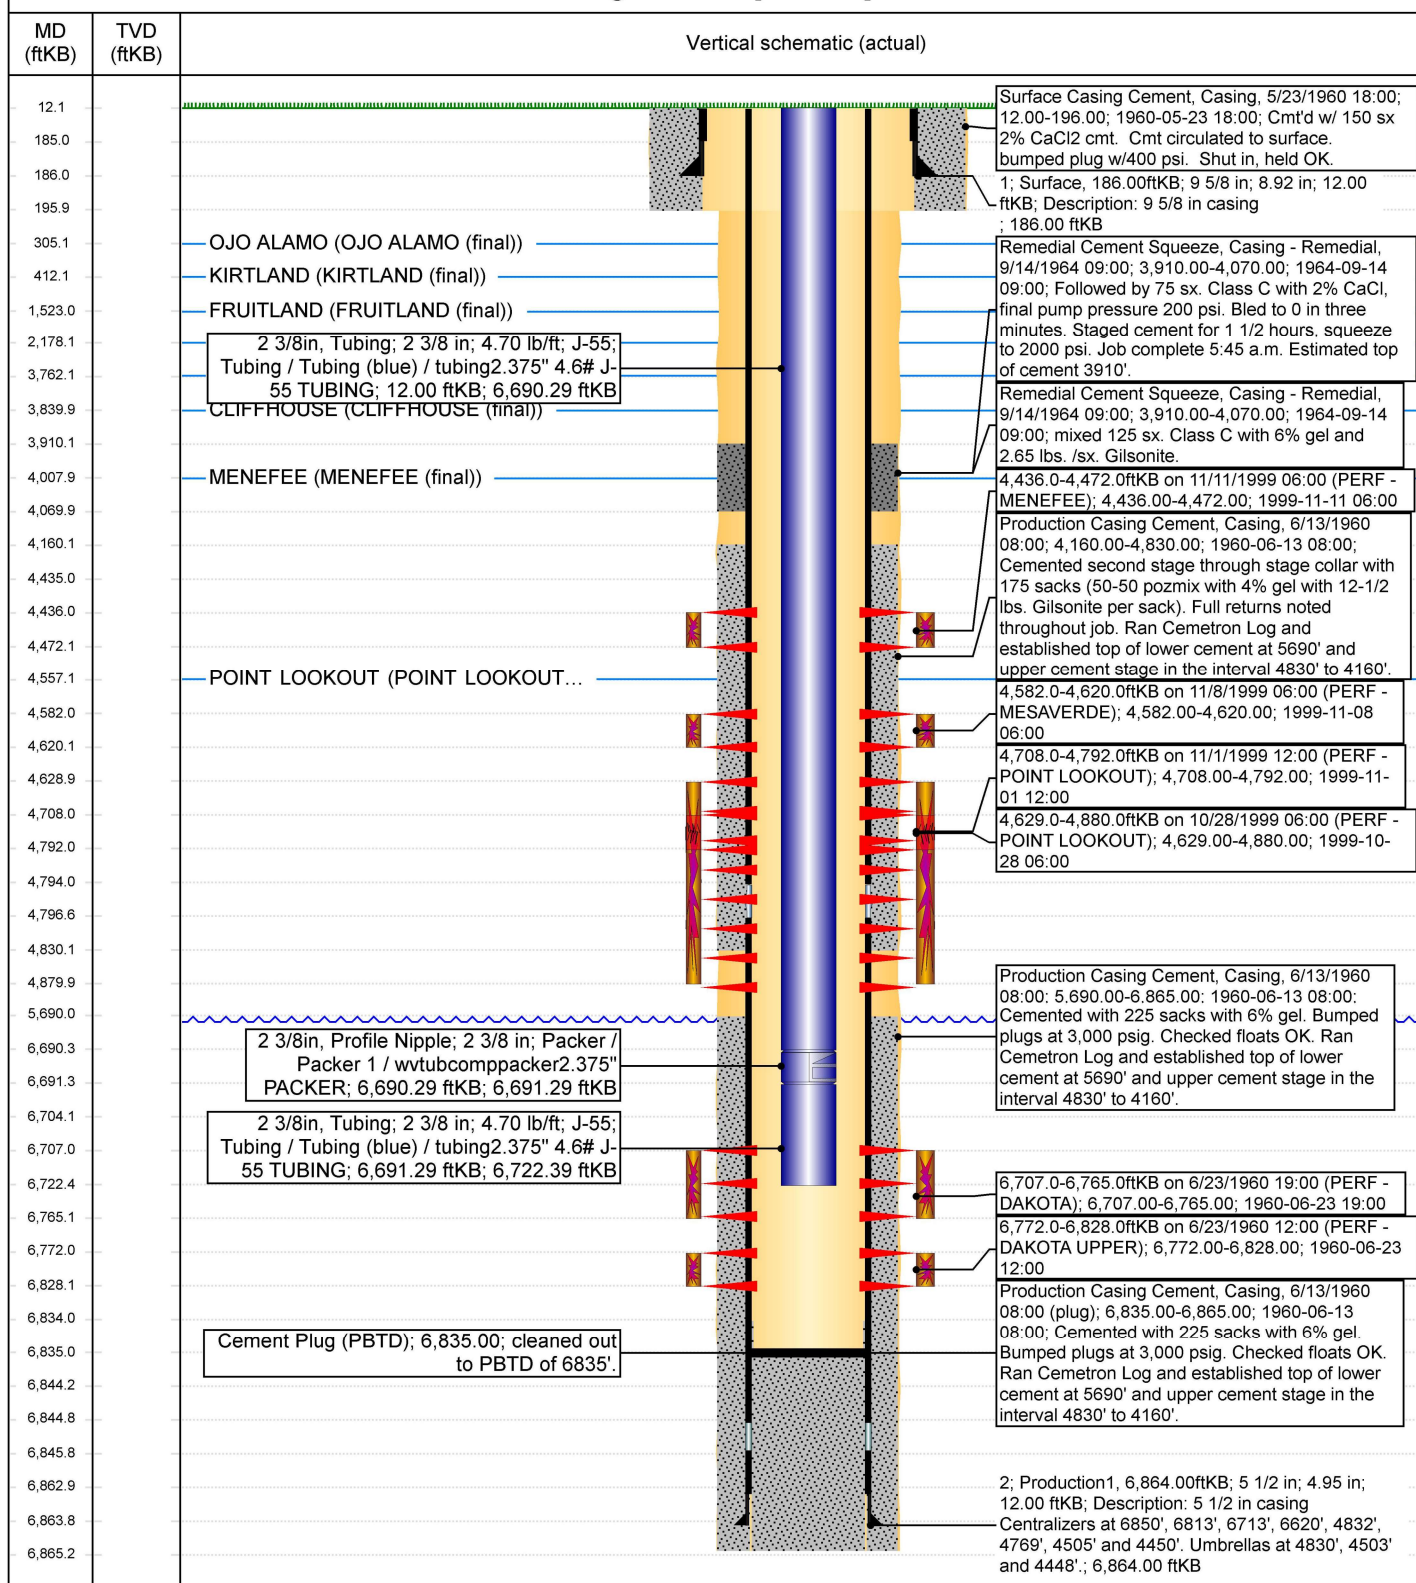 MD
(ftKB)
TVD
(ftKB)
Vertical schematic (actual)
12.1
185.0
186.0
195.9
305.1
412.1
1,523.0
2,178.1
3,762.1
3,839.9
3,910.1
4,007.9
4,069.9
4,160.1
4,435.0
4,436.0
4,472.1
4,557.1
4,582.0
4,620.1
4,628.9
4,708.0
4,792.0
4,794.0
4,796.6
4,830.1
4,879.9
5,690.0
6,690.3
6,691.3
6,704.1
6,707.0
6,722.4
6,765.1
6,772.0
6,828.1
6,834.0
6,835.0
6,844.2
6,844.8
6,845.8
6,862.9
6,863.8
6,865.2
OJO ALAMO (OJO ALAMO (final))
KIRTLAND (KIRTLAND (final))
FRUITLAND (FRUITLAND (final))
2 3/8in, Tubing; 2 3/8 in; 4.70 lb/ft; J-55;
Tubing / Tubing (blue) / tubing2.375" 4.6# J-
55 TUBING; 12.00 ftKB; 6,690.29 ftKB
CLIFFHOUSE (CLIFFHOUSE (final))
MENEFEE (MENEFEE (final))
POINT LOOKOUT (POINT LOOKOUT...
2 3/8in, Profile Nipple; 2 3/8 in; Packer /
Packer 1 / wvtubcomppacker2.375"
PACKER; 6,690.29 ftKB; 6,691.29 ftKB
2 3/8in, Tubing; 2 3/8 in; 4.70 lb/ft; J-55;
Tubing / Tubing (blue) / tubing2.375" 4.6# J-
55 TUBING; 6,691.29 ftKB; 6,722.39 ftKB
Cement Plug (PBTD); 6,835.00; cleaned out
to PBTD of 6835'.
Surface Casing Cement, Casing, 5/23/1960 18:00;
12.00-196.00; 1960-05-23 18:00; Cmt'd w/ 150 sx
2% CaCl2 cmt.  Cmt circulated to surface.
bumped plug w/400 psi.  Shut in, held OK.
1; Surface, 186.00ftKB; 9 5/8 in; 8.92 in; 12.00
ftKB; Description: 9 5/8 in casing
; 186.00 ftKB
Remedial Cement Squeeze, Casing - Remedial,
9/14/1964 09:00; 3,910.00-4,070.00; 1964-09-14
09:00; Followed by 75 sx. Class C with 2% CaCl,
final pump pressure 200 psi. Bled to 0 in three
minutes. Staged cement for 1 1/2 hours, squeeze
to 2000 psi. Job complete 5:45 a.m. Estimated top
of cement 3910'.
Remedial Cement Squeeze, Casing - Remedial,
9/14/1964 09:00; 3,910.00-4,070.00; 1964-09-14
09:00; mixed 125 sx. Class C with 6% gel and
2.65 lbs. /sx. Gilsonite.
4,436.0-4,472.0ftKB on 11/11/1999 06:00 (PERF -
MENEFEE); 4,436.00-4,472.00; 1999-11-11 06:00
Production Casing Cement, Casing, 6/13/1960
08:00; 4,160.00-4,830.00; 1960-06-13 08:00;
Cemented second stage through stage collar with
175 sacks (50-50 pozmix with 4% gel with 12-1/2
lbs. Gilsonite per sack). Full returns noted
throughout job. Ran Cemetron Log and
established top of lower cement at 5690' and
upper cement stage in the interval 4830' to 4160'.
4,582.0-4,620.0ftKB on 11/8/1999 06:00 (PERF -
MESAVERDE); 4,582.00-4,620.00; 1999-11-08
06:00
4,708.0-4,792.0ftKB on 11/1/1999 12:00 (PERF -
POINT LOOKOUT); 4,708.00-4,792.00; 1999-11-
01 12:00
4,629.0-4,880.0ftKB on 10/28/1999 06:00 (PERF -
POINT LOOKOUT); 4,629.00-4,880.00; 1999-10-
28 06:00
Production Casing Cement, Casing, 6/13/1960
08:00; 5,690.00-6,865.00; 1960-06-13 08:00;
Cemented with 225 sacks with 6% gel. Bumped
plugs at 3,000 psig. Checked floats OK. Ran
Cemetron Log and established top of lower
cement at 5690' and upper cement stage in the
interval 4830' to 4160'.
6,707.0-6,765.0ftKB on 6/23/1960 19:00 (PERF -
DAKOTA); 6,707.00-6,765.00; 1960-06-23 19:00
6,772.0-6,828.0ftKB on 6/23/1960 12:00 (PERF -
DAKOTA UPPER); 6,772.00-6,828.00; 1960-06-23
12:00
Production Casing Cement, Casing, 6/13/1960
08:00 (plug); 6,835.00-6,865.00; 1960-06-13
08:00; Cemented with 225 sacks with 6% gel.
Bumped plugs at 3,000 psig. Checked floats OK.
Ran Cemetron Log and established top of lower
cement at 5690' and upper cement stage in the
interval 4830' to 4160'.
2; Production1, 6,864.00ftKB; 5 1/2 in; 4.95 in;
12.00 ftKB; Description: 5 1/2 in casing
Centralizers at 6850', 6813', 6713', 6620', 4832',
4769', 4505' and 4450'. Umbrellas at 4830', 4503'
and 4448'.; 6,864.00 ftKB